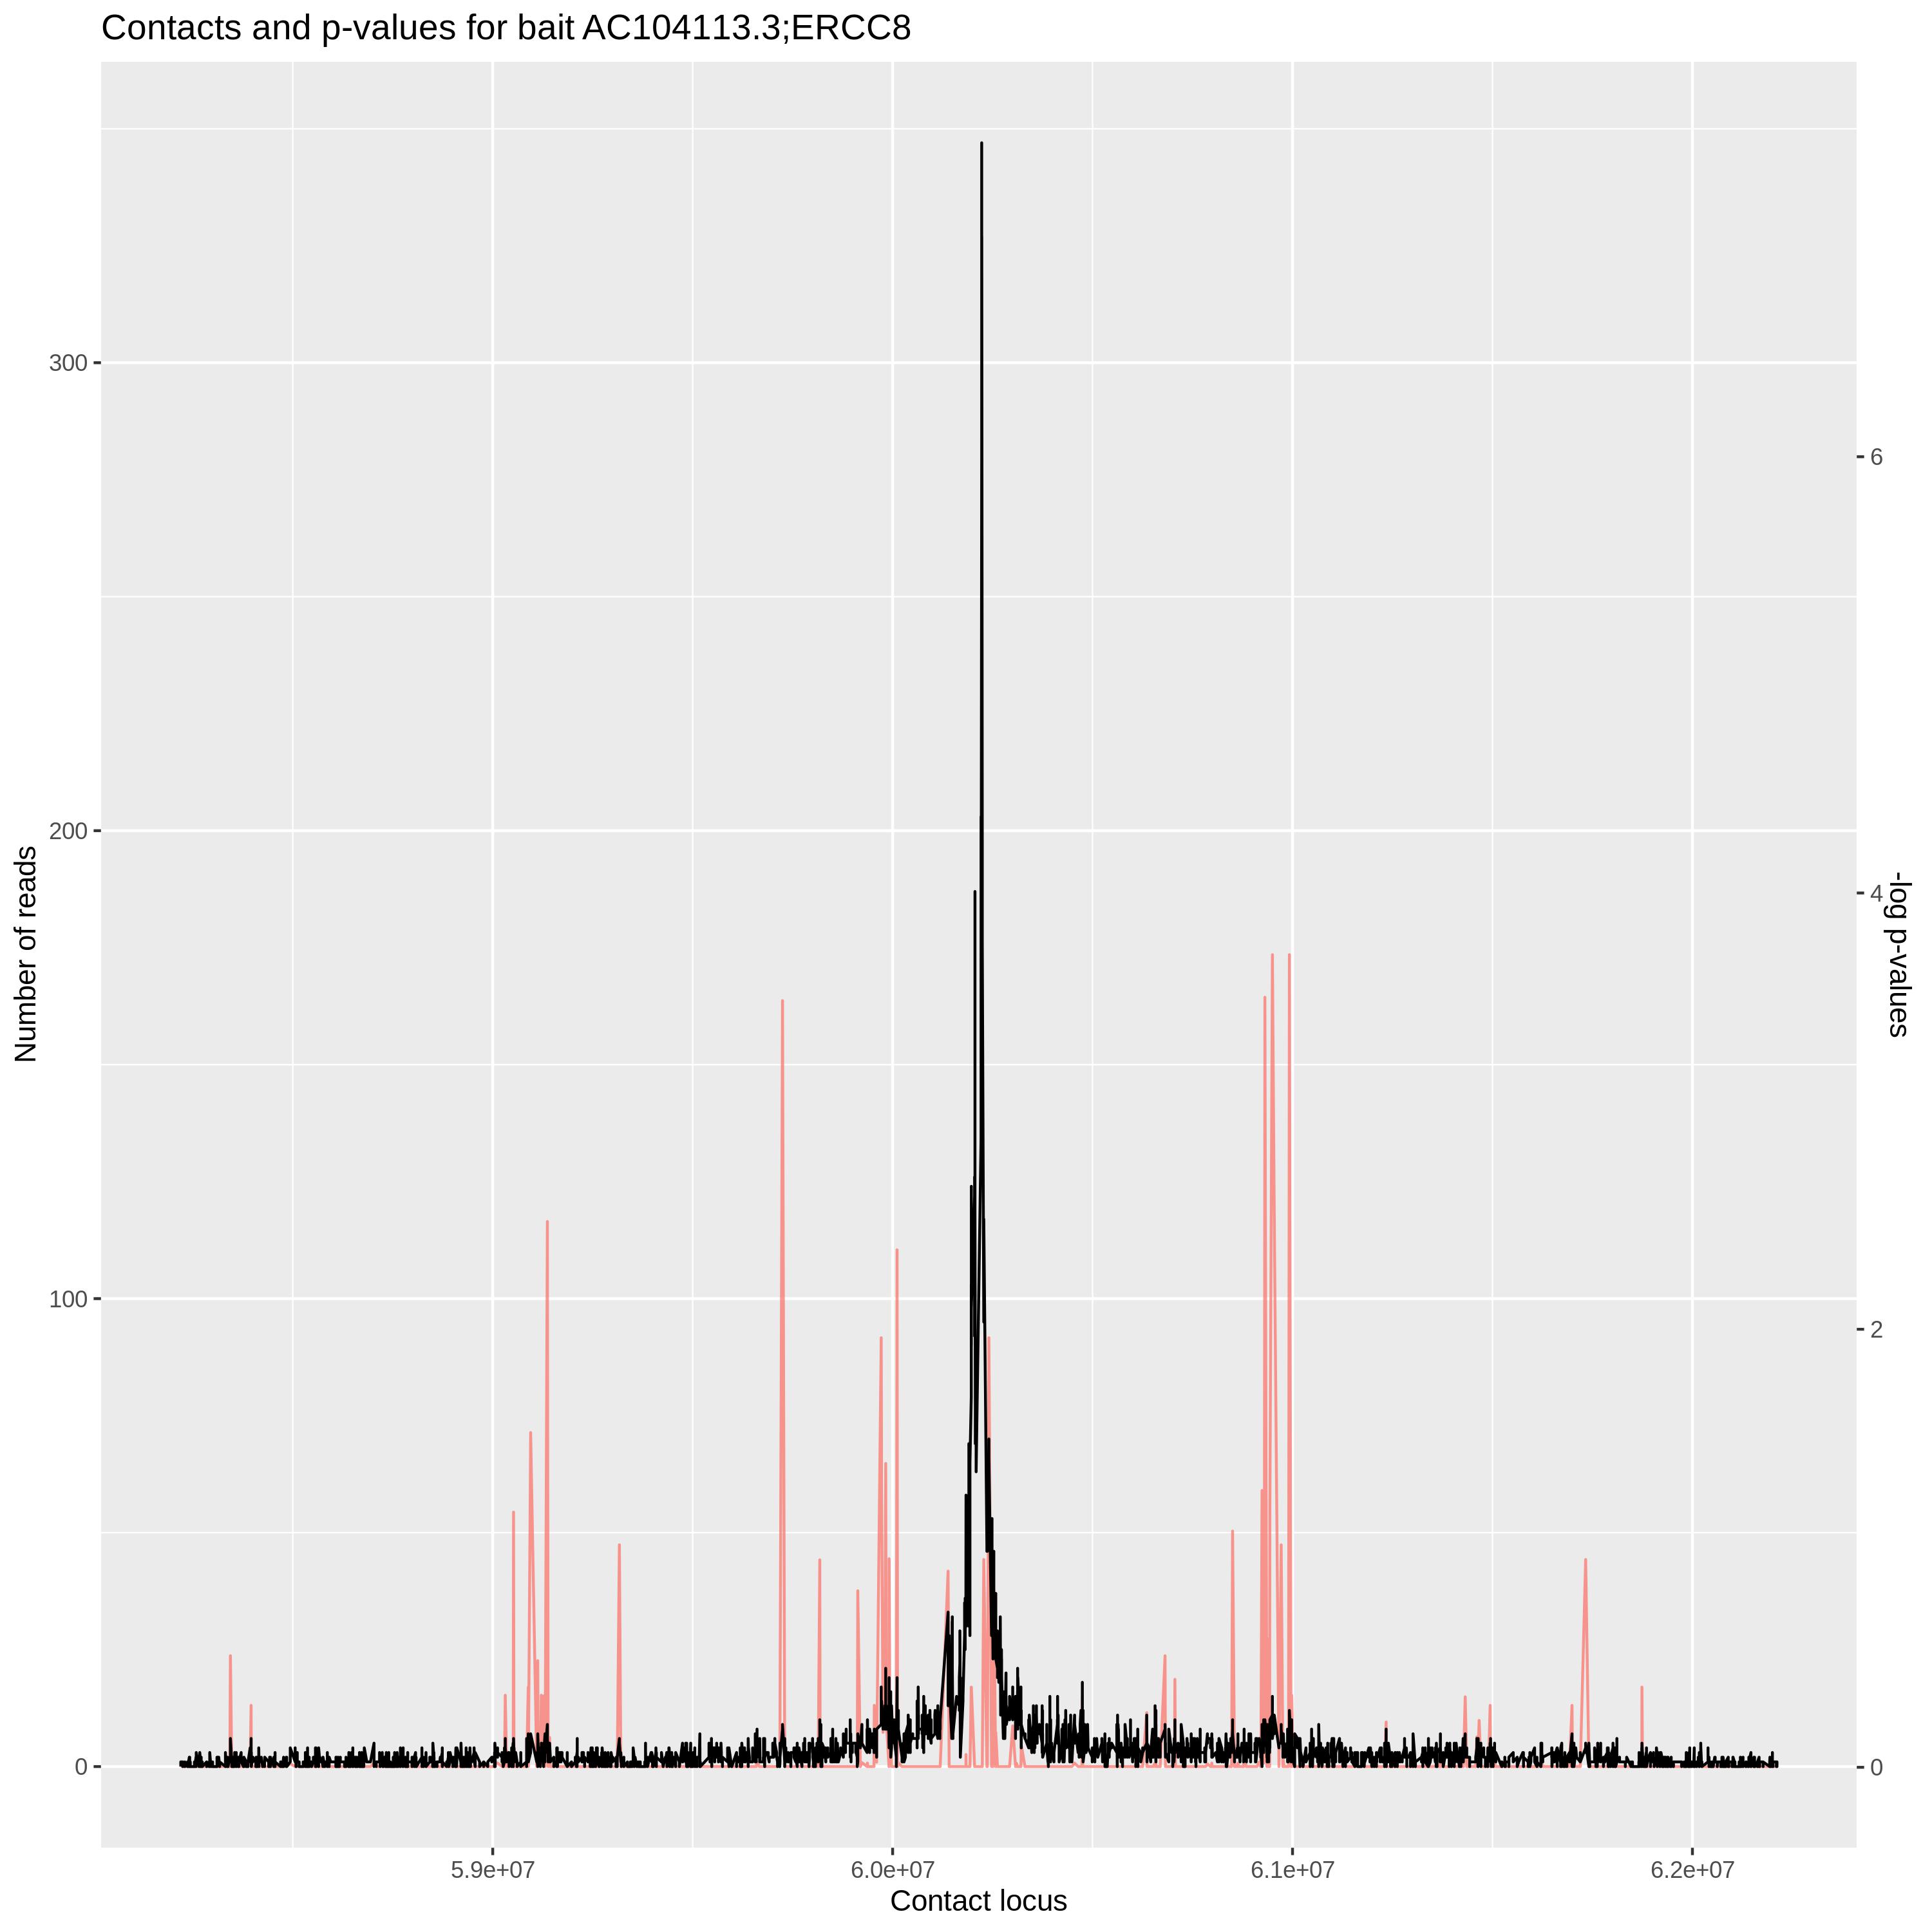 Contacts and p-values for bait AC104113.3;ERCC8
300
200
100
0
Number of reads
6
4
2
0
-log p-values
5.9e+07
6.0e+07
6.1e+07
6.2e+07
Contact locus